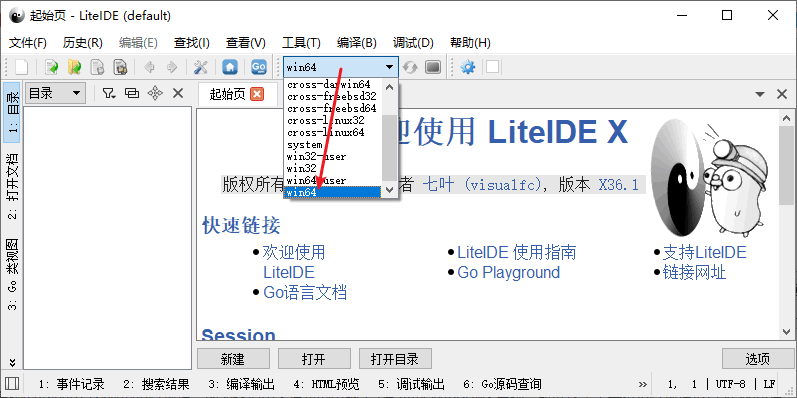 起始页 - LiteIDE (default)
文件(F) 历史(R) 编辑(E) 查找(I) 查看(V) 工具(T) 编译(B) 调试(D) 帮助(H)
Go win64
1: 目录
2: 打开文档
3: Go 类视图
目录
起始页
cross-darwin64
cross-freebsd32
cross-freebsd64
cross-linux32
cross-linux64
system
win32-user
win32
win64-user
win64
迎使用 LiteIDE X
版权所有 者 七叶 (visualfc), 版本 X36.1
快速链接
欢迎使用 LiteIDE 使用指南 支持LiteIDE
LiteIDE Go Playground 链接网址
Go语言文档
Session
新建 打开 打开目录 选项
1: 事件记录 2: 搜索结果 3: 编译输出 4: HTML预览 5: 调试输出 6: Go源码查询 » 1, 1 | UTF-8 | LF